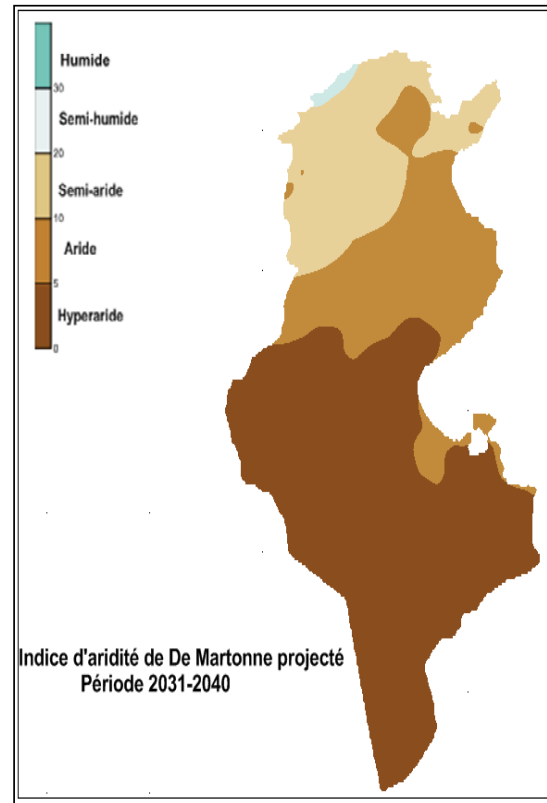 Humide
30
Semi-humide
20
Semi-aride
10
Aride
5
Hyperaride
0
Indice d'aridité de De Martonne projecté
Période 2031-2040